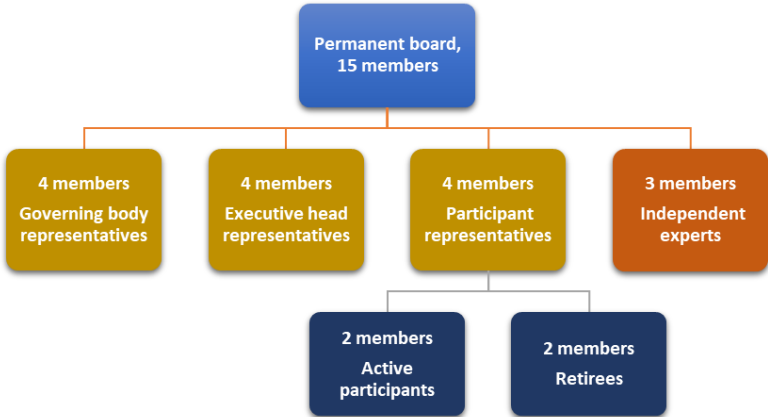 Permanent board,
15 members
4 members
Governing body
representatives
4 members
Executive head
representatives
4 members
Participant
representatives
3 members
Independent
experts
2 members
Active
participants
2 members
Retirees